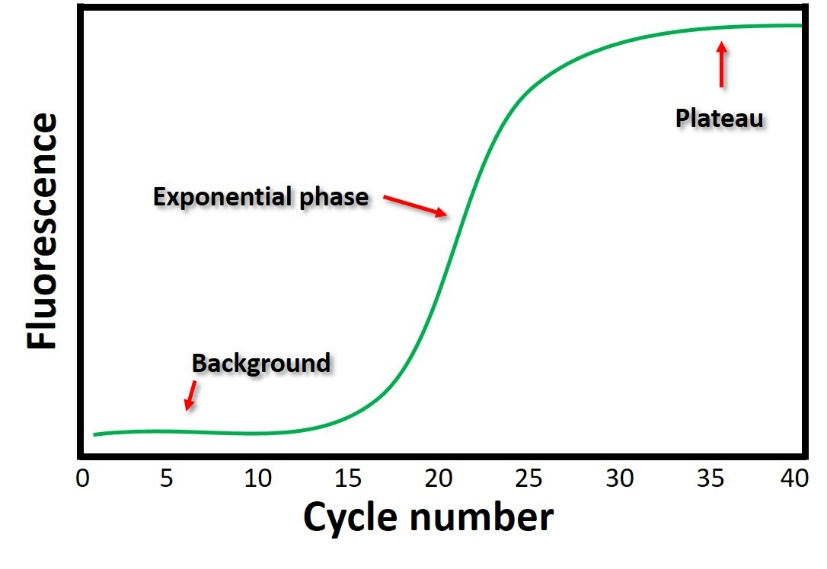 Fluorescence
Plateau
Exponential phase
Background
0 5 10 15 20 25 30 35 40
Cycle number